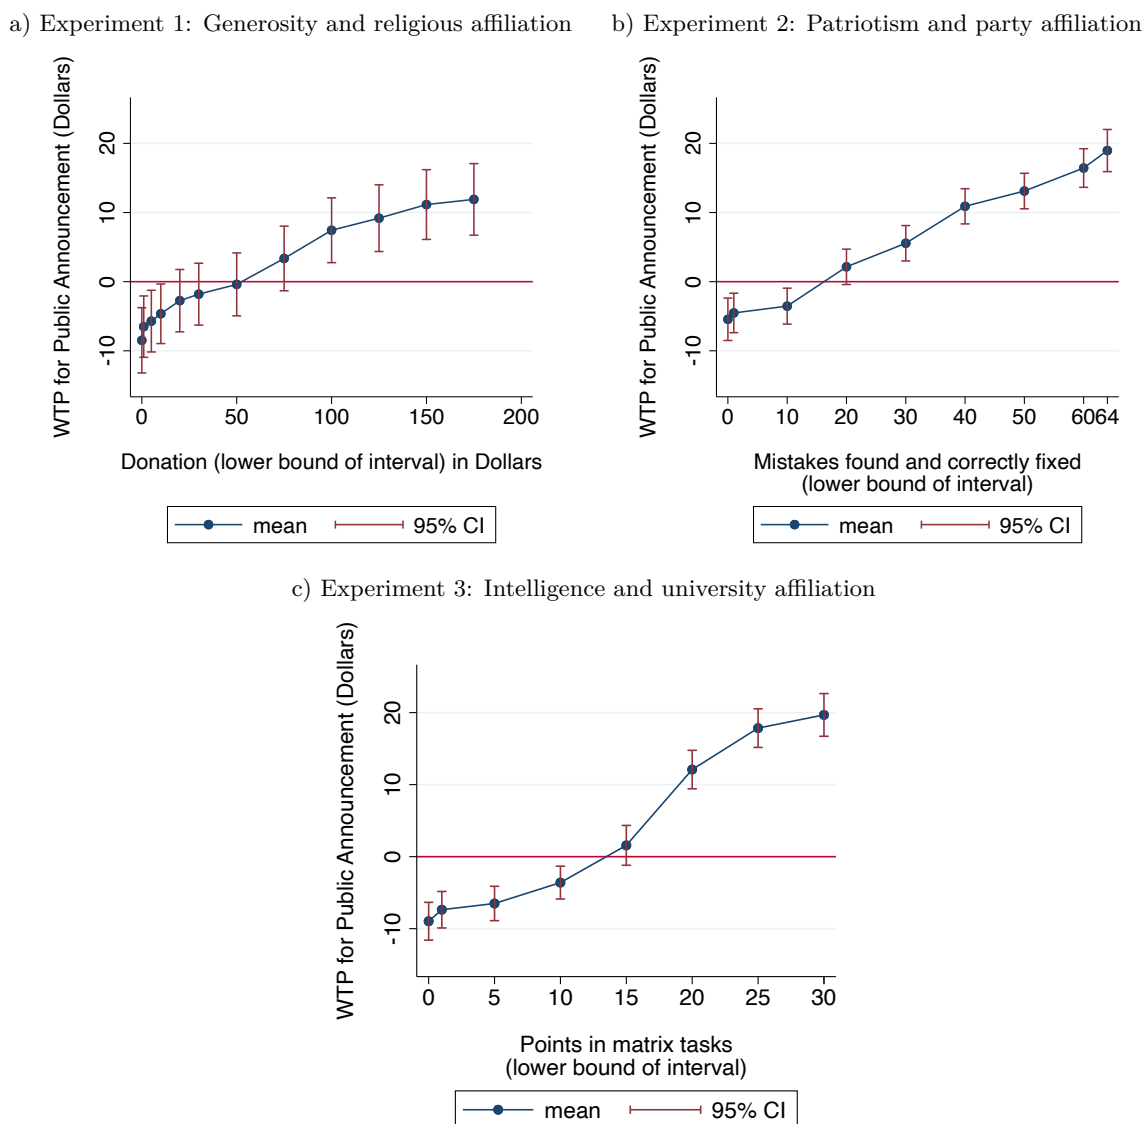 a) Experiment 1: Generosity and religious affiliation
WTP for Public Announcement (Dollars)
20
10
0
-10
0 50 100 150 200
Donation (lower bound of interval) in Dollars
mean 95% CI
b) Experiment 2: Patriotism and party affiliation
WTP for Public Announcement (Dollars)
20
10
0
-10
0 10 20 30 40 50 6064
Mistakes found and correctly fixed
(lower bound of interval)
mean 95% CI
c) Experiment 3: Intelligence and university affiliation
WTP for Public Announcement (Dollars)
20
10
0
-10
0 5 10 15 20 25 30
Points in matrix tasks
(lower bound of interval)
mean 95% CI